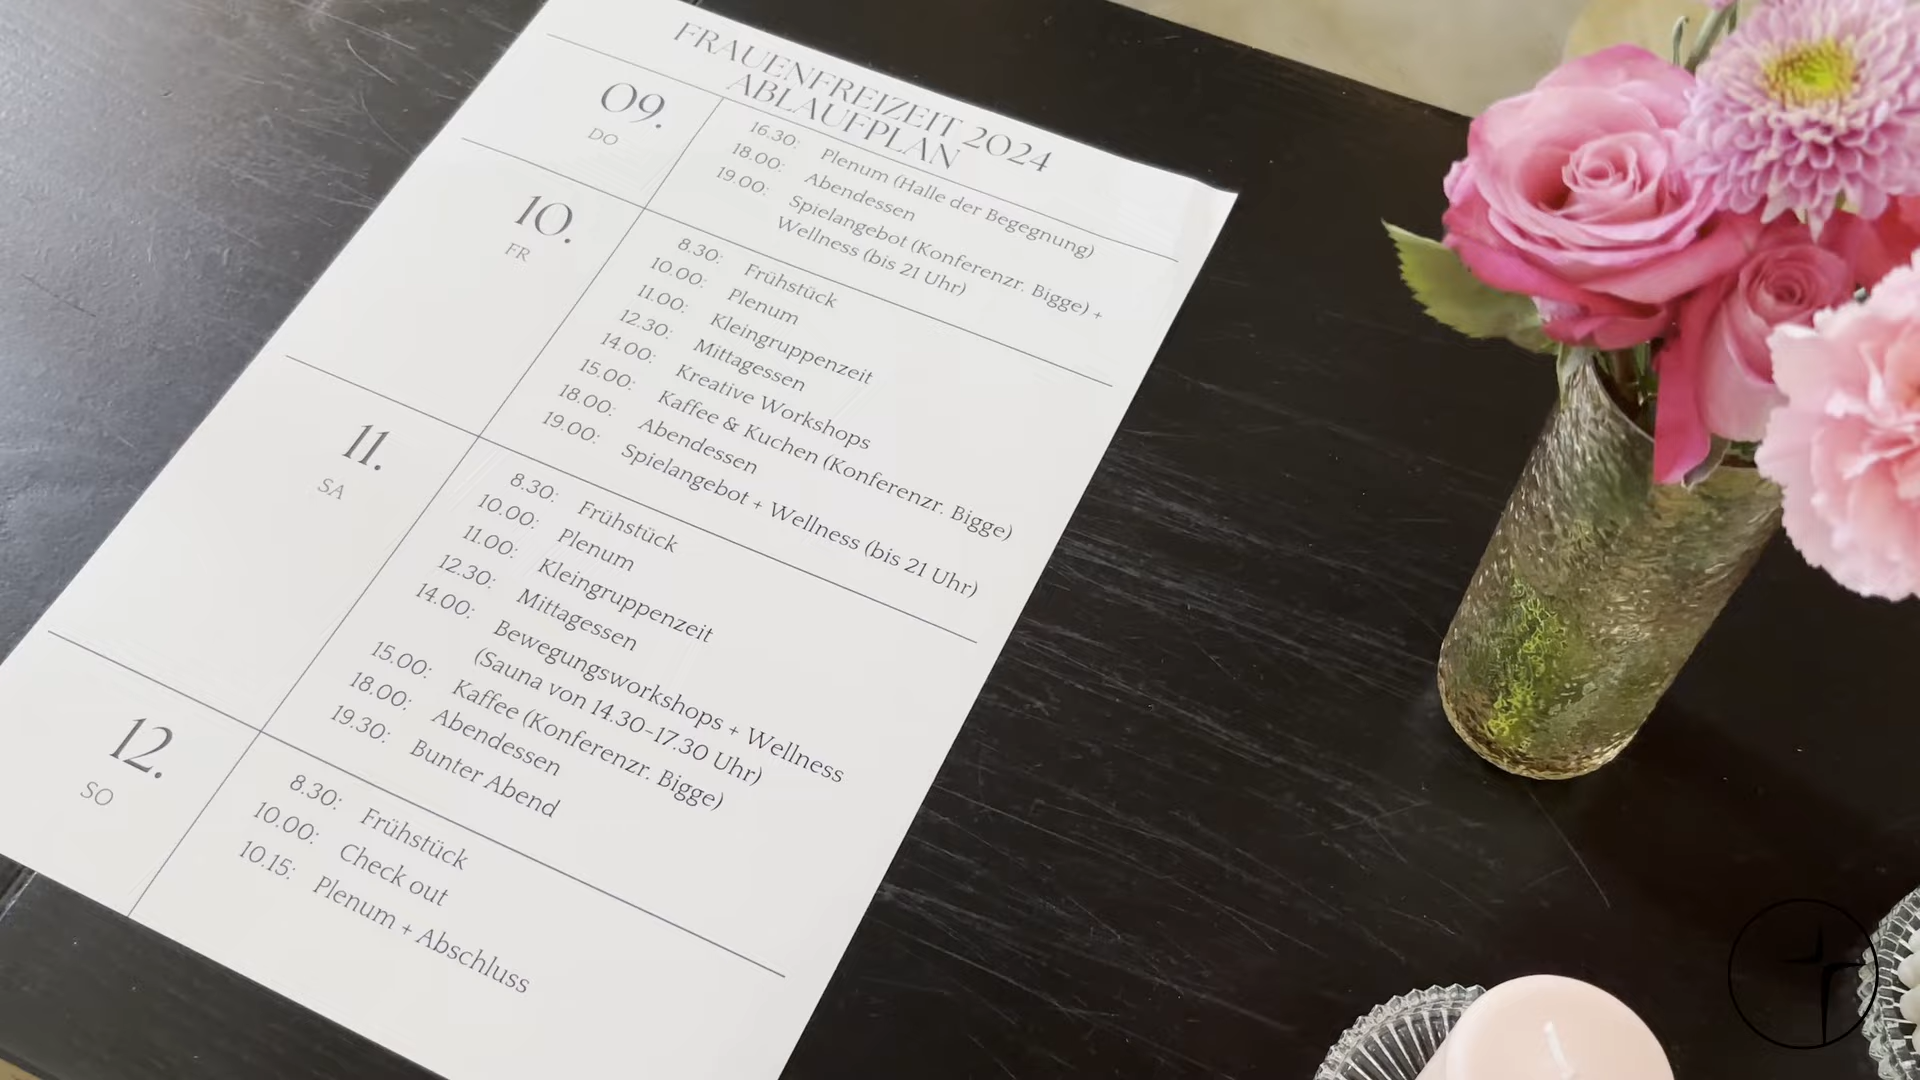 FRAUENFREIZEIT 2024
ABLAUFPLAN
09.
DO
16.30: Plenum (Halle der Begegnung)
18.00: Abendessen
19.00: Spielangebot (Konferenzr. Bigge) +
Wellness (bis 21 Uhr)
10.
FR
8.30: Frühstück
10.00: Plenum
11.00: Kleingruppenzeit
12.30: Mittagessen
14.00: Kreative Workshops
15.00: Kaffee & Kuchen (Konferenzr. Bigge)
18.00: Abendessen
19.00: Spielangebot + Wellness (bis 21 Uhr)
11.
SA
8.30: Frühstück
10.00: Plenum
11.00: Kleingruppenzeit
12.30: Mittagessen
14.00: Bewegungsworkshops + Wellness
(Sauna von 14.30-17.30 Uhr)
15.00: Kaffee (Konferenzr. Bigge)
18.00: Abendessen
19.30: Bunter Abend
12.
SO
8.30: Frühstück
10.00: Check out
10.15: Plenum + Abschluss